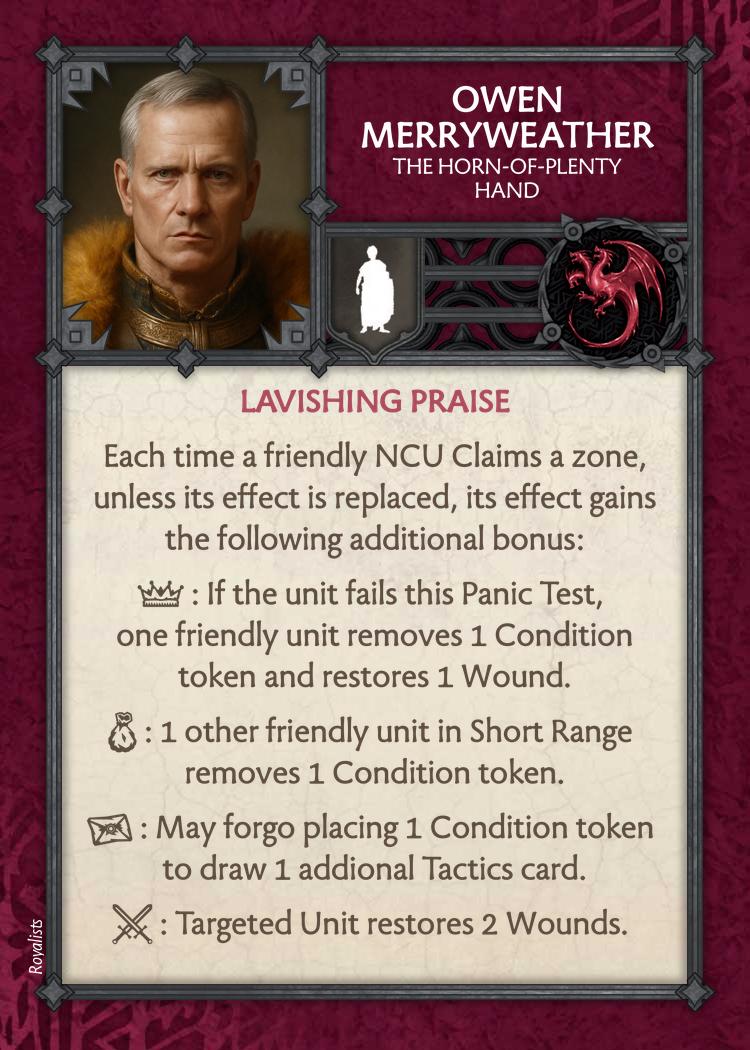 OWEN
MERRYWEATHER
THE HORN-OF-PLENTY
HAND
LAVISHING PRAISE
Each time a friendly NCU Claims a zone,
unless its effect is replaced, its effect gains
the following additional bonus:
: If the unit fails this Panic Test,
one friendly unit removes 1 Condition
token and restores 1 Wound.
: 1 other friendly unit in Short Range
removes 1 Condition token.
: May forgo placing 1 Condition token
to draw 1 addional Tactics card.
: Targeted Unit restores 2 Wounds.
Royalists